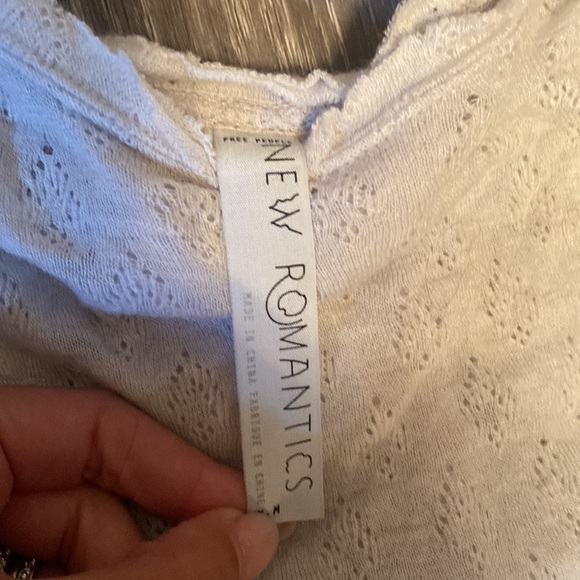 FREE PEOPLE
NEW ROMANTICS
MADE IN CHINA FABRIQUE EN CHINE